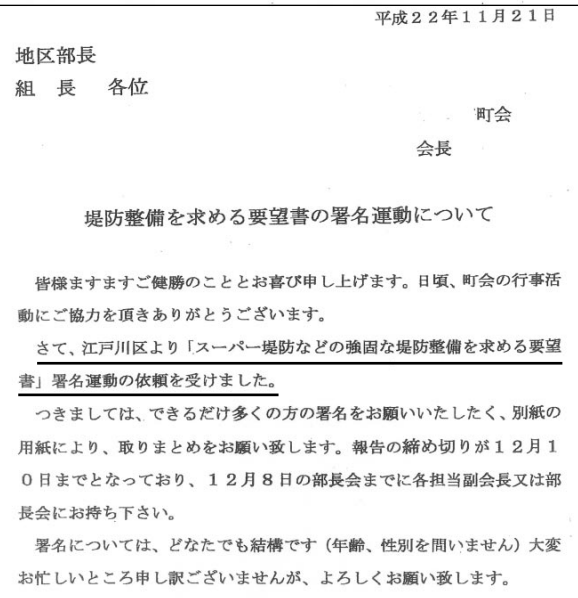 平成22年11月21日
地区部長
組　長　　各位
町会
会長
堤防整備を求める要望書の署名運動について
皆様ますますご健勝のこととお喜び申し上げます。日頃、町会の行事活
動にご協力を頂きありがとうございます。
さて、江戸川区より「スーパー堤防などの強固な堤防整備を求める要望
書」署名運動の依頼を受けました。
つきましては、できるだけ多くの方の署名をお願いいたしたく、別紙の
用紙により、取りまとめをお願い致します。報告の締め切りが12月1
0日までとなっており、12月8日の部長会までに各担当副会長又は部
長会にお持ち下さい。
署名については、どなたでも結構です（年齢、性別を問いません）大変
お忙しいところ申し訳ございませんが、よろしくお願い致します。